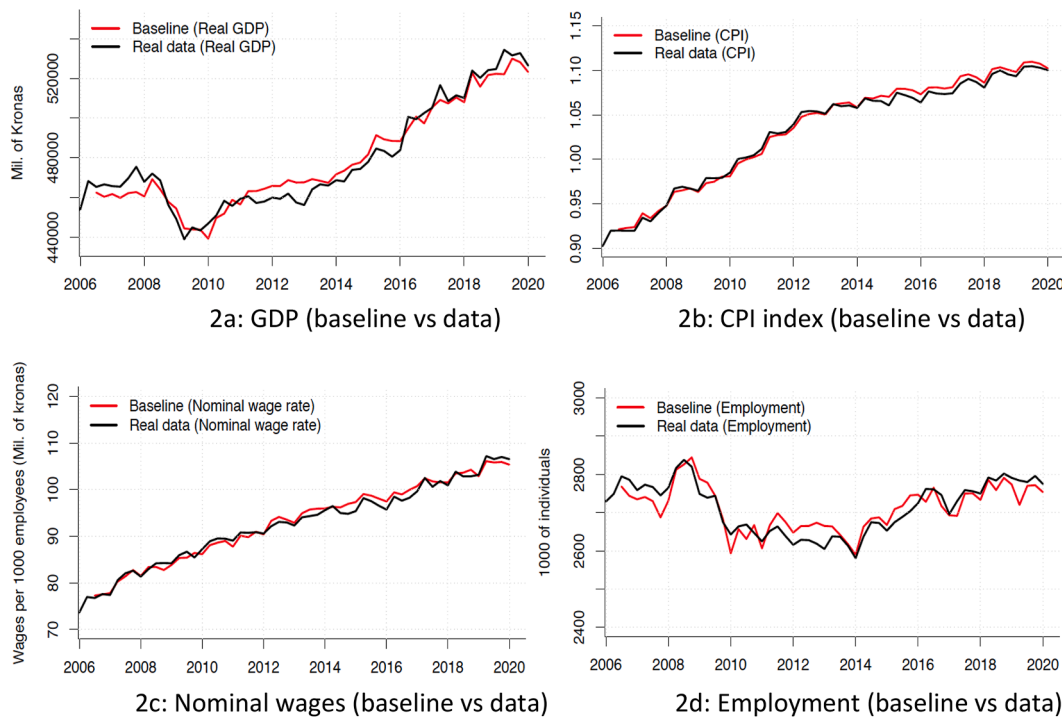 Baseline (Real GDP)
Real data (Real GDP)
Mil. of Kronas
440000
480000
520000
2006 2008 2010 2012 2014 2016 2018 2020
2a: GDP (baseline vs data)
Baseline (CPI)
Real data (CPI)
0.90
0.95
1.00
1.05
1.10
1.15
2006 2008 2010 2012 2014 2016 2018 2020
2b: CPI index (baseline vs data)
Baseline (Nominal wage rate)
Real data (Nominal wage rate)
Wages per 1000 employees (Mil. of kronas)
70
80
90
100
110
120
2006 2008 2010 2012 2014 2016 2018 2020
2c: Nominal wages (baseline vs data)
Baseline (Employment)
Real data (Employment)
1000 of individuals
2400
2600
2800
3000
2006 2008 2010 2012 2014 2016 2018 2020
2d: Employment (baseline vs data)